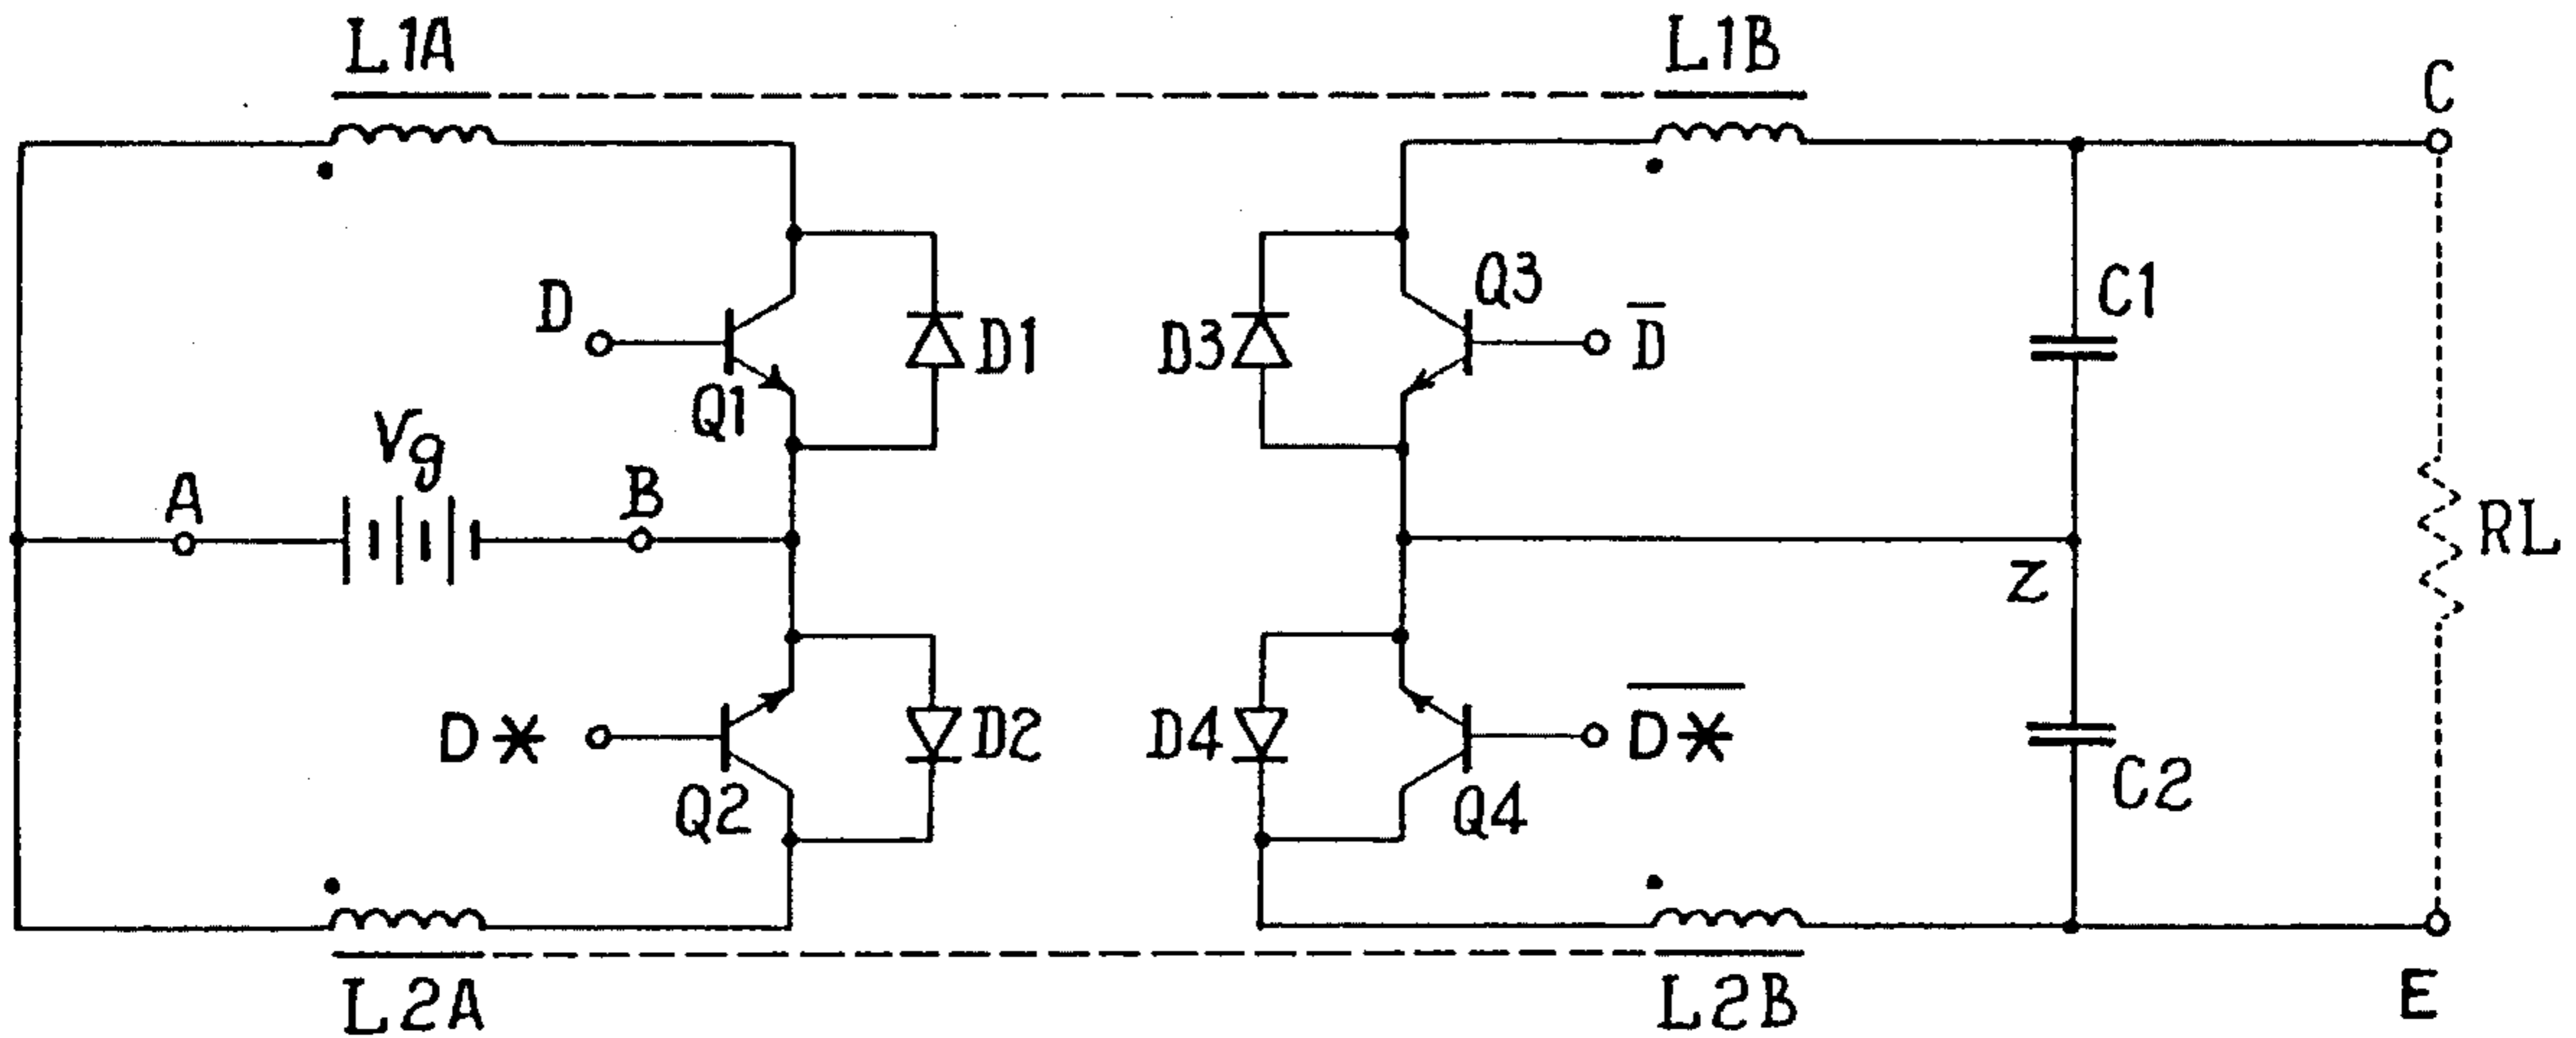 L1A
L1B
C
D
Q1
D1
D3
Q3
D̅
C1
Vg
A
B
Z
RL
D*
Q2
D2
D4
Q4
D̅*̅
C2
L2A
L2B
E